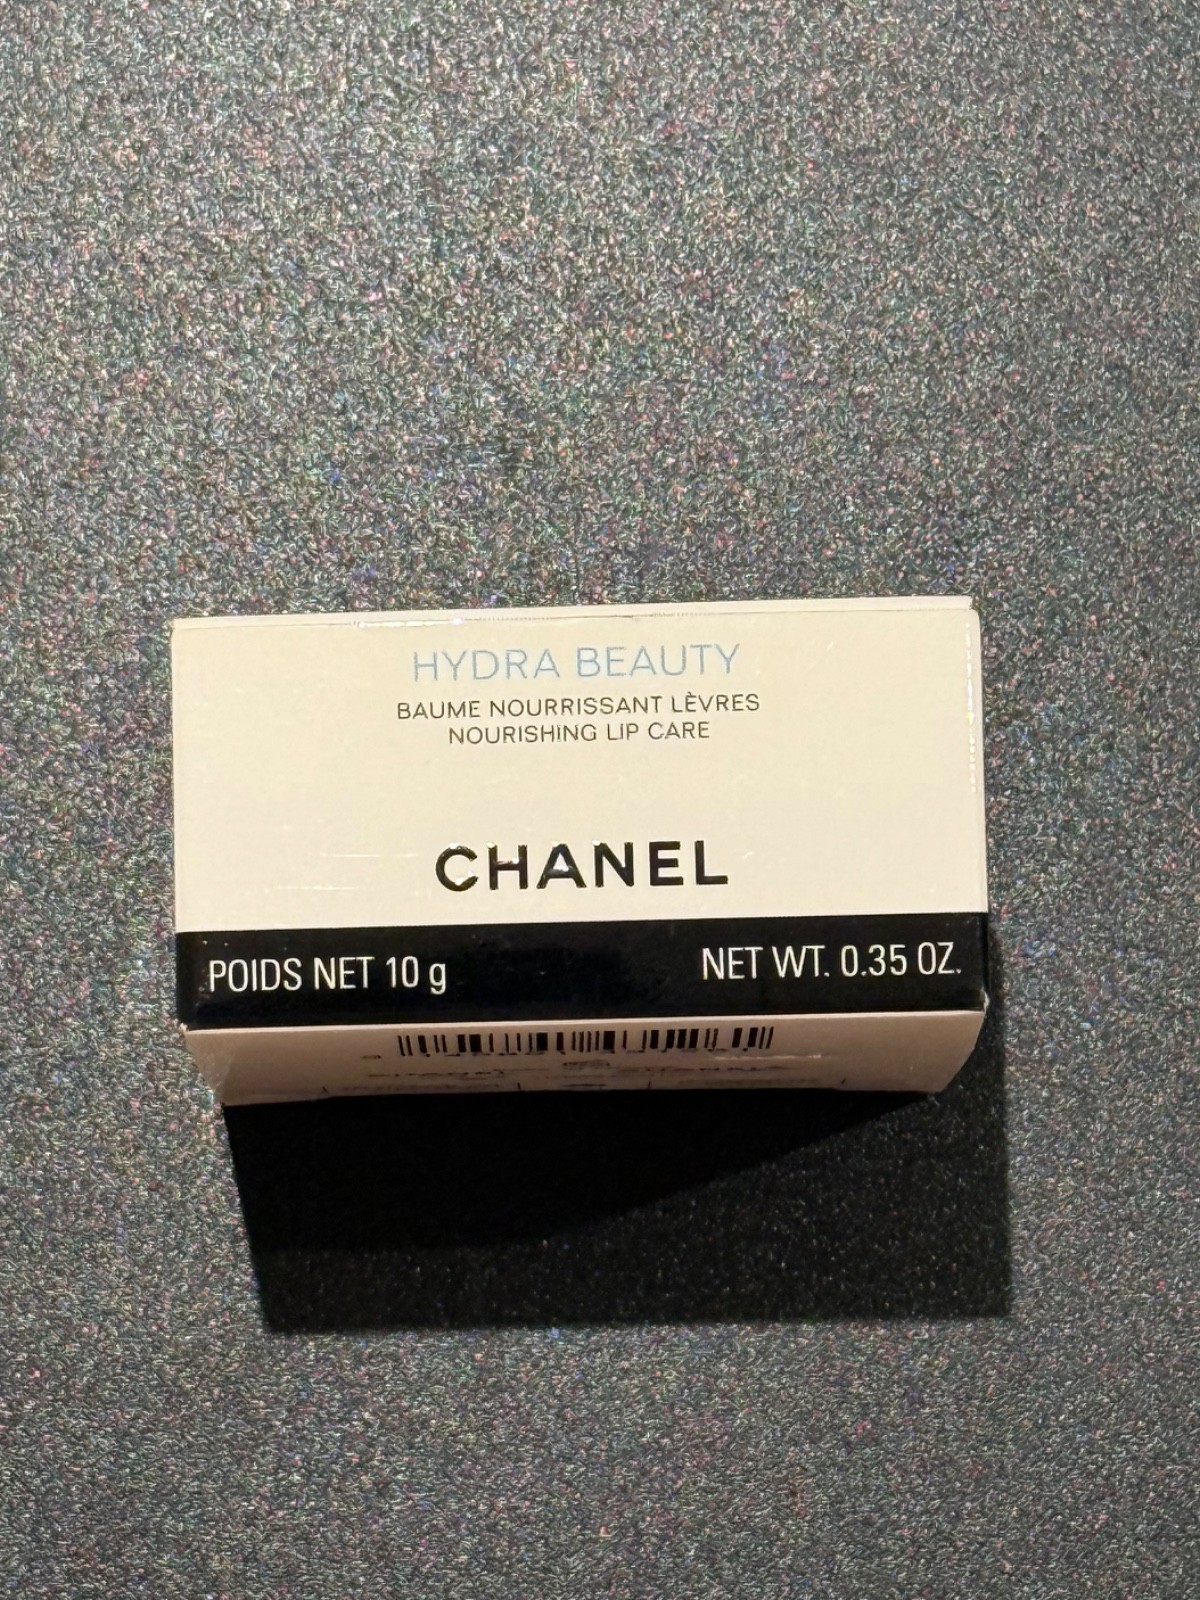 HYDRA BEAUTY
BAUME NOURRISSANT LÈVRES
NOURISHING LIP CARE
CHANEL
POIDS NET 10 g
NET WT. 0.35 OZ.